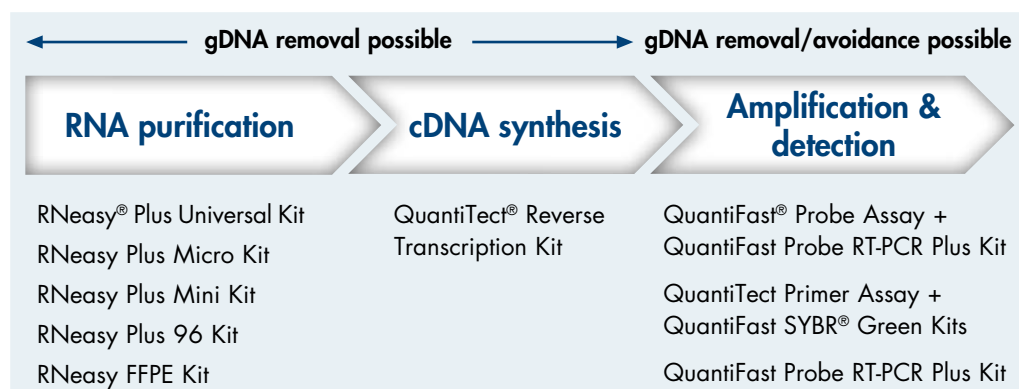 gDNA removal possible
gDNA removal/avoidance possible
RNA purification
cDNA synthesis
Amplification &
detection
RNeasy® Plus Universal Kit
RNeasy Plus Micro Kit
RNeasy Plus Mini Kit
RNeasy Plus 96 Kit
RNeasy FFPE Kit
QuantiTect® Reverse
Transcription Kit
QuantiFast® Probe Assay +
QuantiFast Probe RT-PCR Plus Kit
QuantiTect Primer Assay +
QuantiFast SYBR® Green Kits
QuantiFast Probe RT-PCR Plus Kit